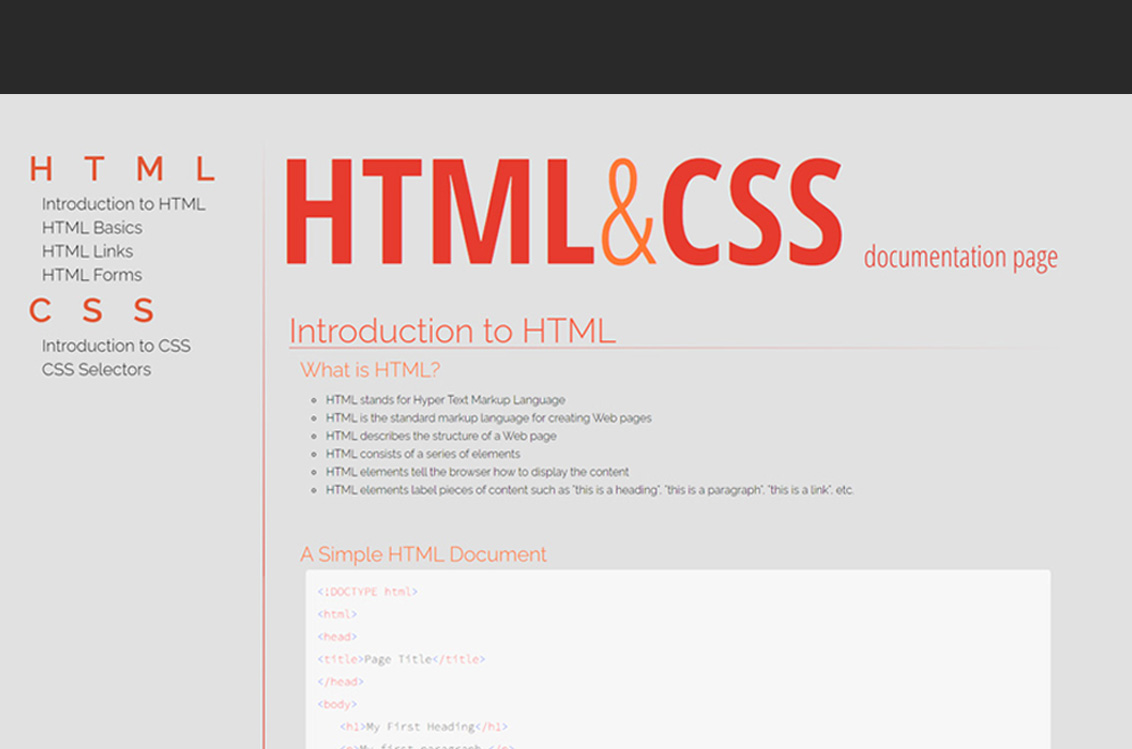 H T M L
Introduction to HTML
HTML Basics
HTML Links
HTML Forms
C S S
Introduction to CSS
CSS Selectors
HTML&CSS documentation page
Introduction to HTML
What is HTML?
HTML stands for Hyper Text Markup Language
HTML is the standard markup language for creating Web pages
HTML describes the structure of a Web page
HTML consists of a series of elements
HTML elements tell the browser how to display the content
HTML elements label pieces of content such as "this is a heading", "this is a paragraph", "this is a link", etc.
A Simple HTML Document
<!DOCTYPE html>
<html>
<head>
<title>Page Title</title>
</head>
<body>
<h1>My First Heading</h1>
<p>My first paragraph.</p>